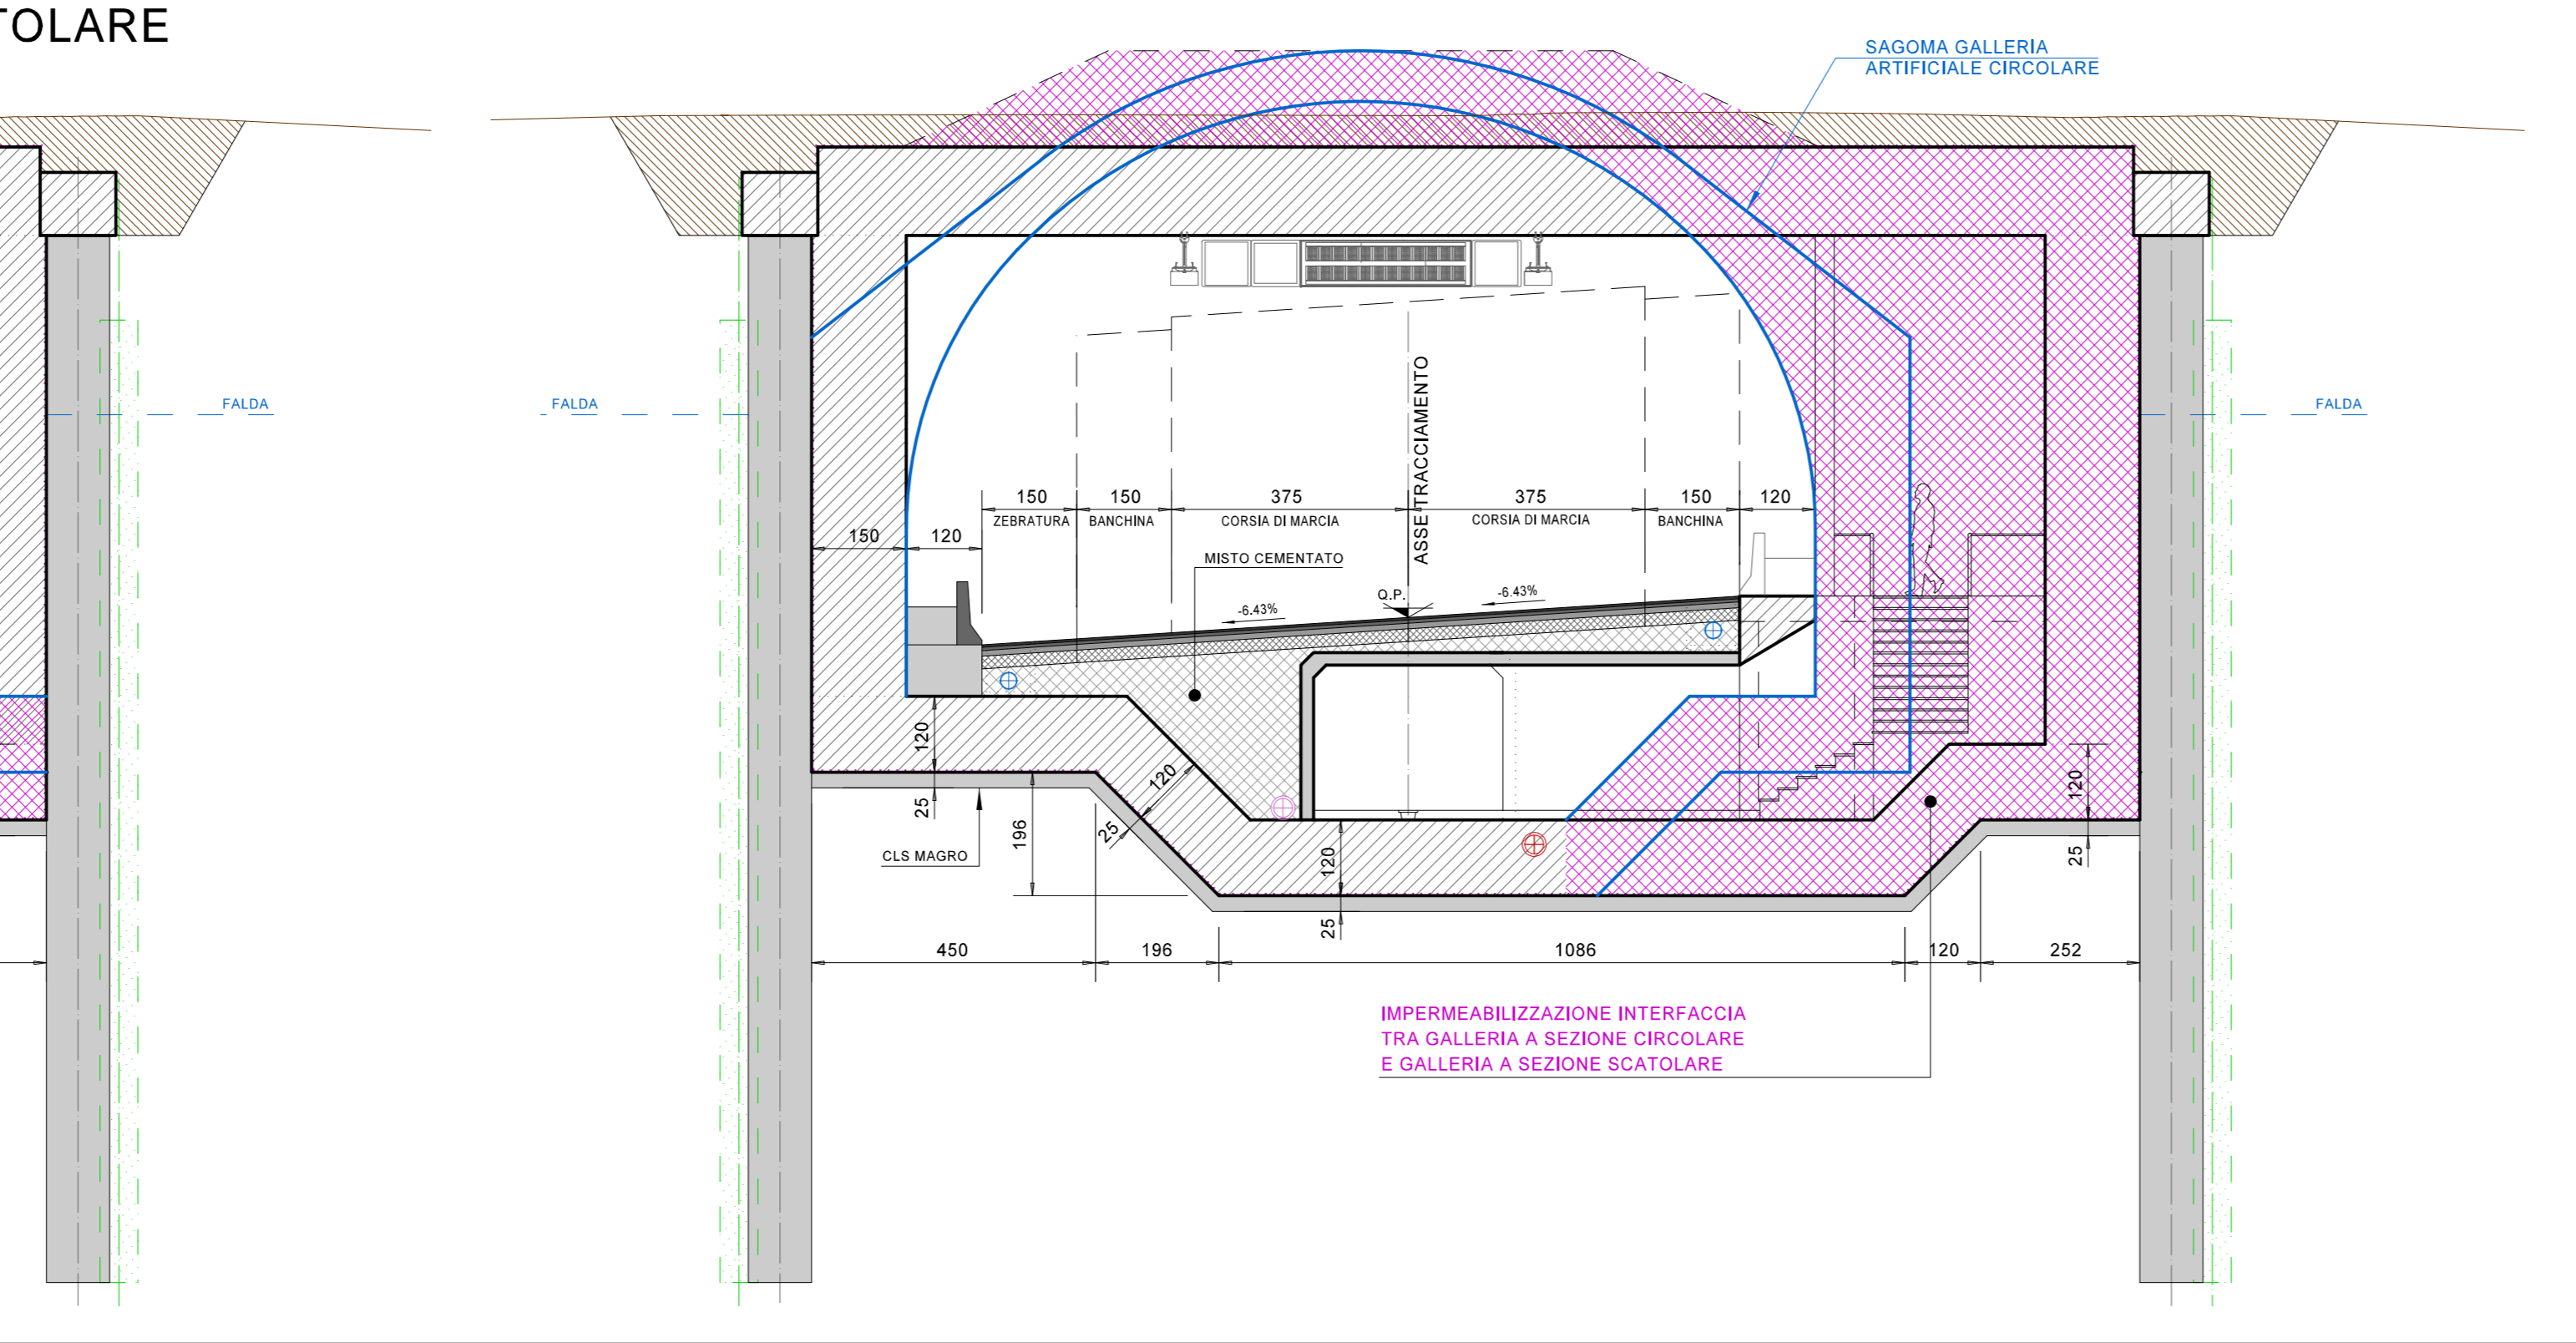 TOLARE
SAGOMA GALLERIA
ARTIFICIALE CIRCOLARE
FALDA
FALDA
FALDA
ASSE TRACCIAMENTO
150
150
375
375
150
120
ZEBRATURA
BANCHINA
CORSIA DI MARCIA
CORSIA DI MARCIA
BANCHINA
150
120
MISTO CEMENTATO
Q.P.
-6.43%
-6.43%
120
120
120
25
25
196
120
25
120
25
CLS MAGRO
450
196
1086
120
252
IMPERMEABILIZZAZIONE INTERFACCIA
TRA GALLERIA A SEZIONE CIRCOLARE
E GALLERIA A SEZIONE SCATOLARE